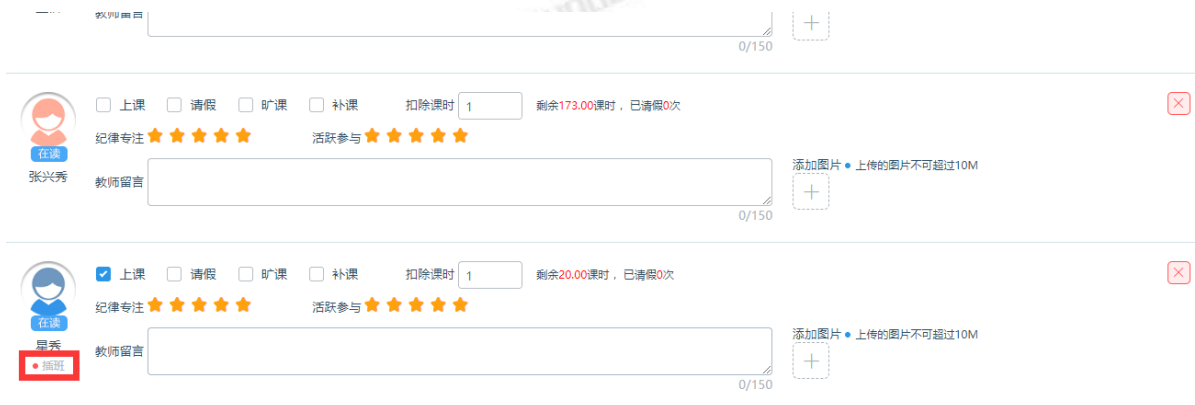 教师留言
0/150
上课 请假 旷课 补课 扣除课时 1 剩余173.00课时，已请假0次
纪律专注 活跃参与
在读
张兴秀
教师留言
添加图片 上传的图片不可超过10M
0/150
上课 请假 旷课 补课 扣除课时 1 剩余20.00课时，已请假0次
纪律专注 活跃参与
在读
星秀
插班
教师留言
添加图片 上传的图片不可超过10M
0/150